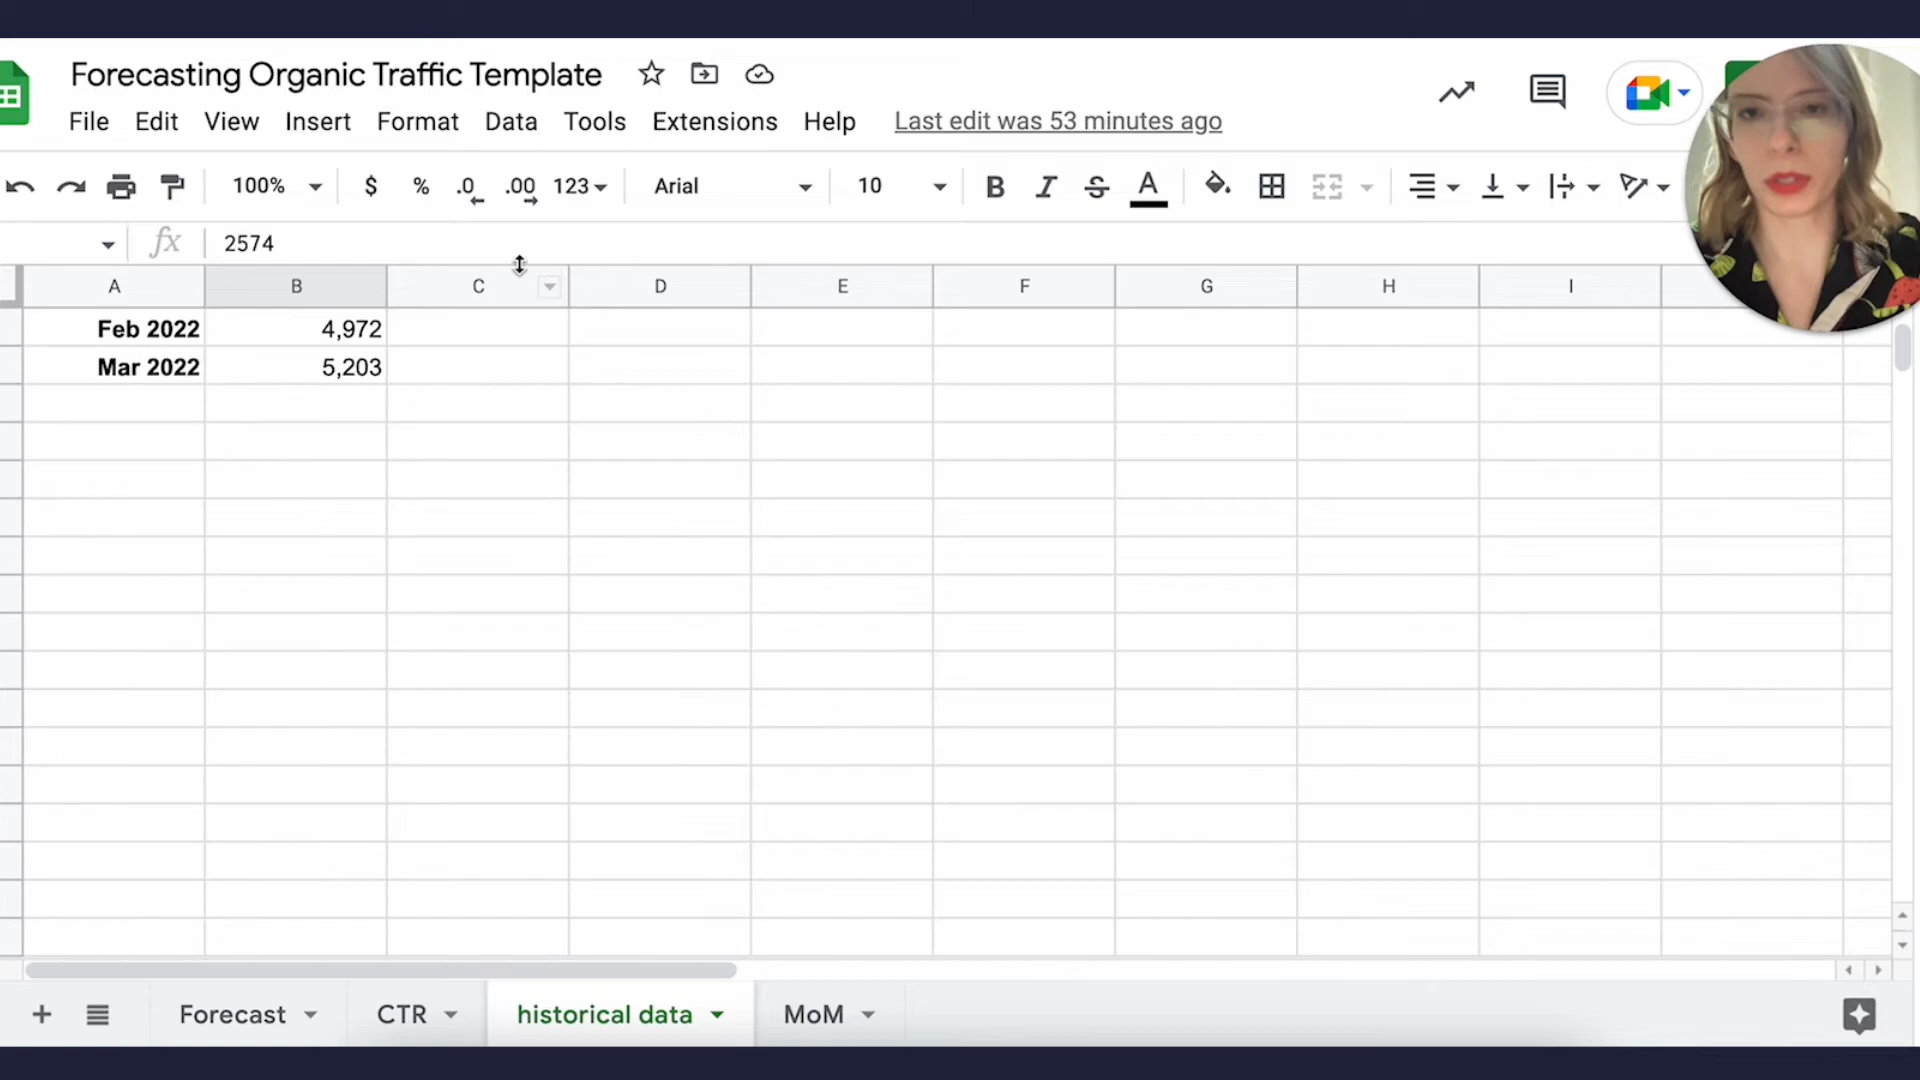 Forecasting Organic Traffic Template
File Edit View Insert Format Data Tools Extensions Help Last edit was 53 minutes ago
100% $ % .0 .00 123 Arial 10 B I S A
fx 2574
A B C D E F G H I
Feb 2022 4,972
Mar 2022 5,203
+ Forecast CTR historical data MoM